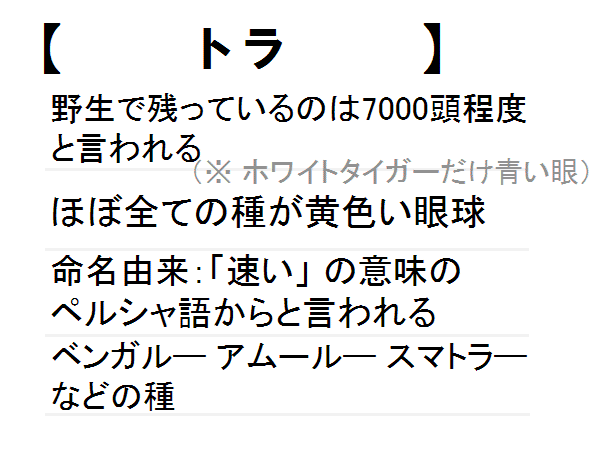 【 トラ 】
野生で残っているのは7000頭程度
と言われる
(※ ホワイトタイガーだけ青い眼)
ほぼ全ての種が黄色い眼球
命名由来：「速い」の意味の
ペルシャ語からと言われる
ベンガル― アムール― スマトラ―
などの種